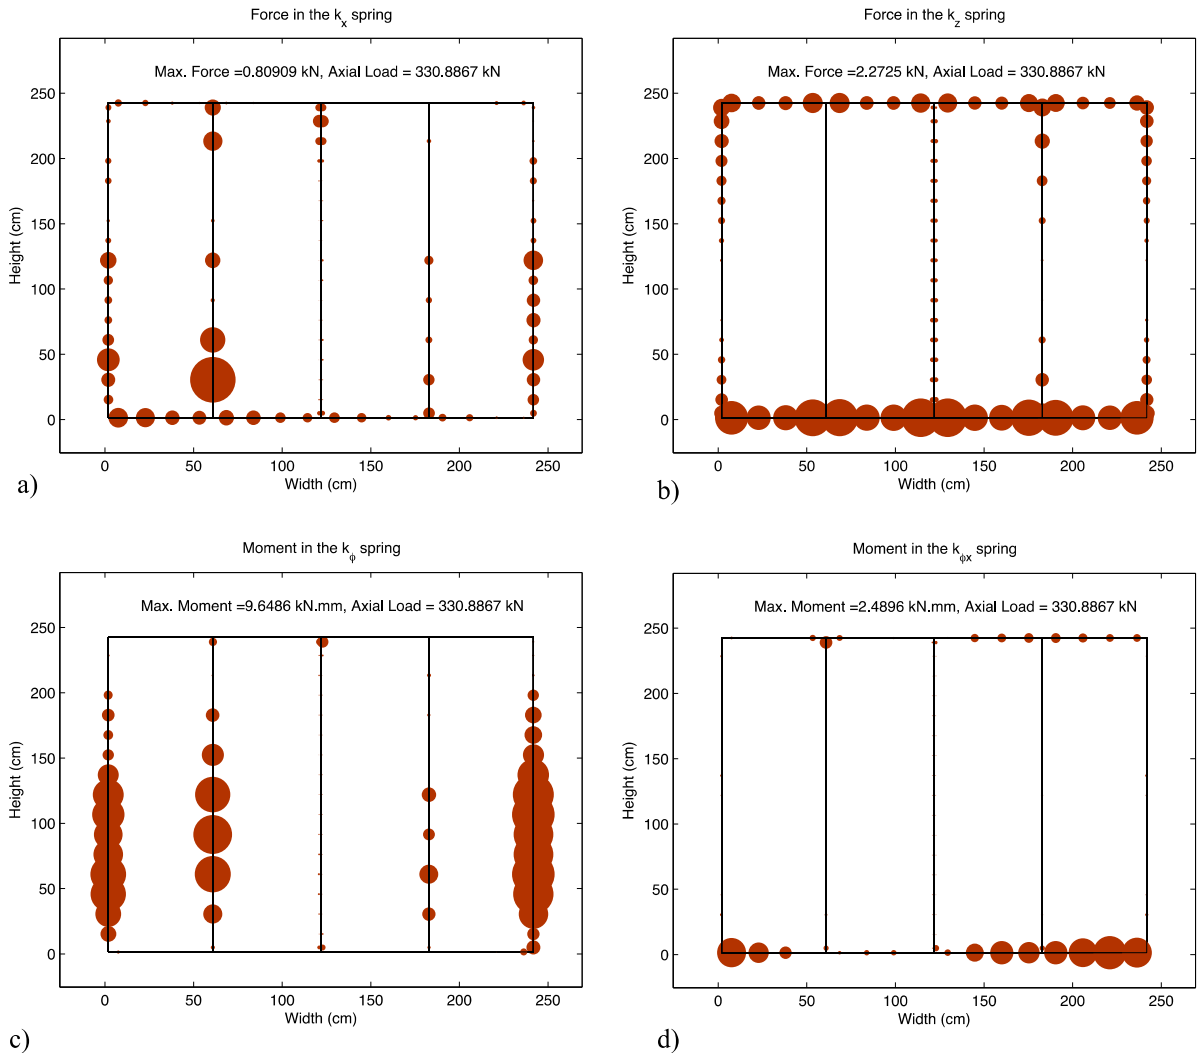 Force in the kx spring
Max. Force =0.80909 kN, Axial Load = 330.8867 kN
250
200
150
100
50
0
Height (cm)
0 50 100 150 200 250
Width (cm)
a)
Force in the kz spring
Max. Force =2.2725 kN, Axial Load = 330.8867 kN
250
200
150
100
50
0
Height (cm)
0 50 100 150 200 250
Width (cm)
b)
Moment in the kϕ spring
Max. Moment =9.6486 kN.mm, Axial Load = 330.8867 kN
250
200
150
100
50
0
Height (cm)
0 50 100 150 200 250
Width (cm)
c)
Moment in the kϕx spring
Max. Moment =2.4896 kN.mm, Axial Load = 330.8867 kN
250
200
150
100
50
0
Height (cm)
0 50 100 150 200 250
Width (cm)
d)